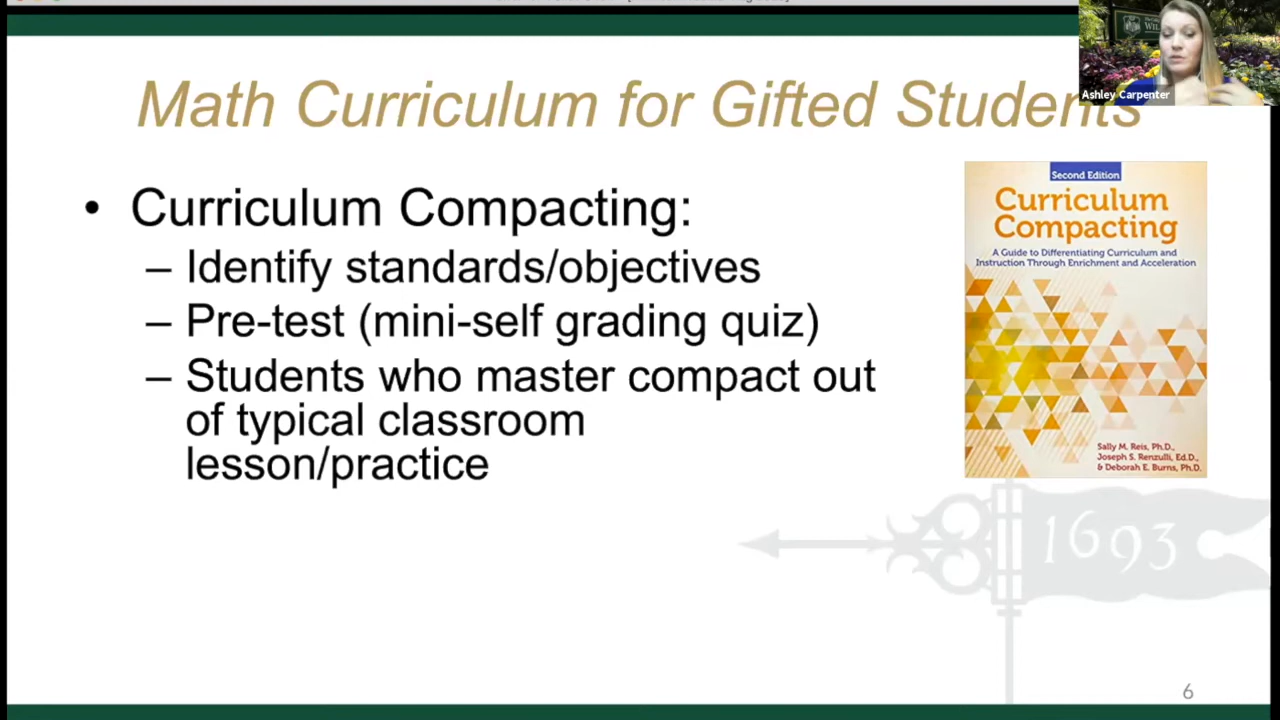 Math Curriculum for Gifted Students
Ashley Carpenter
• Curriculum Compacting:
– Identify standards/objectives
– Pre-test (mini-self grading quiz)
– Students who master compact out
of typical classroom
lesson/practice
Second Edition
Curriculum
Compacting
A Guide to Differentiating Curriculum and
Instruction Through Enrichment and Acceleration
Sally M. Reis, Ph.D.,
Joseph S. Renzulli, Ed.D.,
& Deborah E. Burns, Ph.D.
1693
6